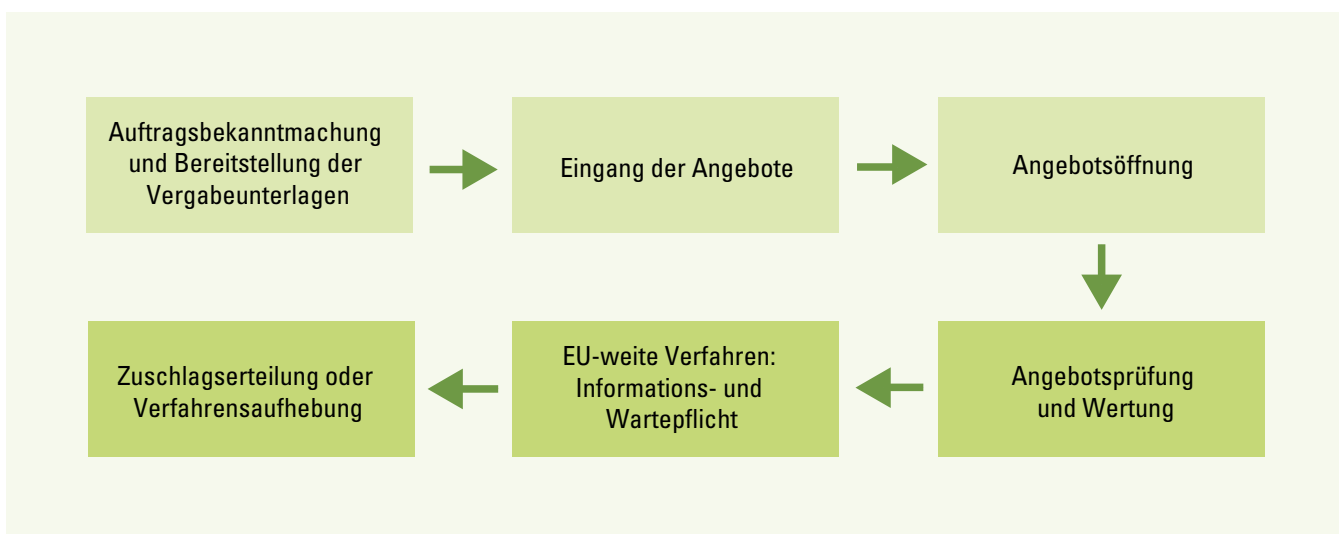 Auftragsbekanntmachung
und Bereitstellung der
Vergabeunterlagen
Eingang der Angebote
Angebotsöffnung
Angebotsprüfung
und Wertung
EU-weite Verfahren:
Informations- und
Wartepflicht
Zuschlagserteilung oder
Verfahrensaufhebung